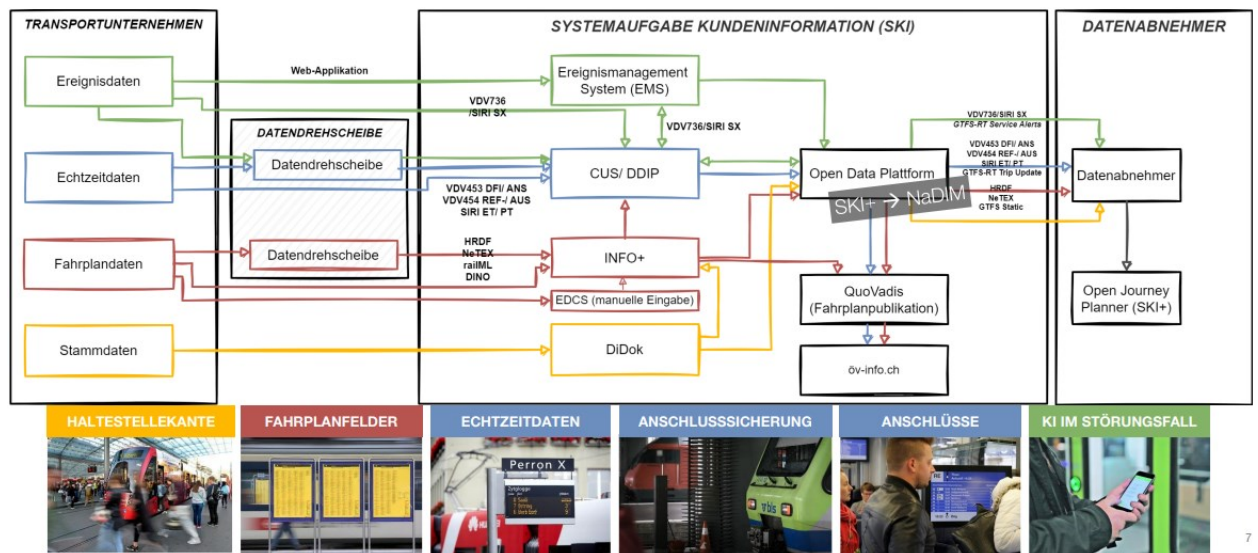 TRANSPORTUNTERNEHMEN
Ereignisdaten
Echtzeitdaten
Fahrplandaten
Stammdaten
Web-Applikation
VDV736
/SIRI SX
DATENDREHSCHEIBE
Datendrehscheibe
Datendrehscheibe
VDV453 DFI/ ANS
VDV454 REF-/ AUS
SIRI ET/ PT
HRDF
NeTEX
railML
DINO
SYSTEMAUFGABE KUNDENINFORMATION (SKI)
Ereignismanagement
System (EMS)
VDV736/SIRI SX
CUS/ DDIP
INFO+
EDCS (manuelle Eingabe)
DiDok
Open Data Plattform
SKI+ → NaDIM
QuoVadis
(Fahrplanpublikation)
öv-info.ch
VDV736/SIRI SX
GTFS-RT Service Alerts
VDV453 DFI/ ANS
VDV454 REF-/ AUS
SIRI ET/ PT
GTFS-RT Trip Update
HRDF
NeTEX
GTFS Static
DATENABNEHMER
Datenabnehmer
Open Journey
Planner (SKI+)
HALTESTELLEKANTE
FAHRPLANFELDER
ECHTZEITDATEN
ANSCHLUSSSICHERUNG
ANSCHLÜSSE
KI IM STÖRUNGSFALL
Perron X
bls
7